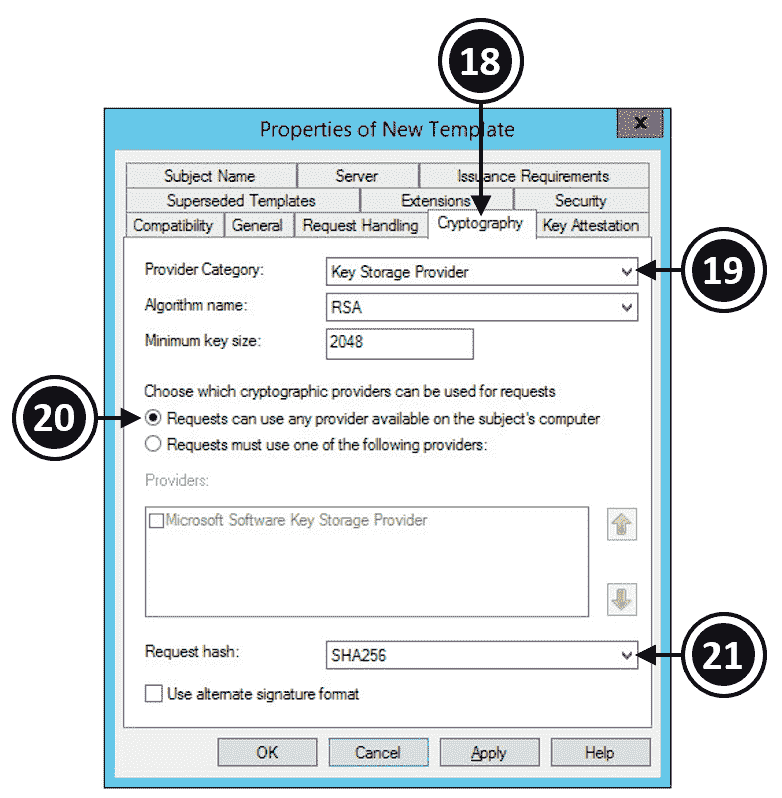 18
Properties of New Template
x
Subject Name Server Issuance Requirements
Superseded Templates Extensions Security
Compatibility General Request Handling Cryptography Key Attestation
Provider Category: Key Storage Provider
19
Algorithm name: RSA
Minimum key size: 2048
Choose which cryptographic providers can be used for requests
20
Requests can use any provider available on the subject's computer
Requests must use one of the following providers:
Providers:
Microsoft Software Key Storage Provider
Request hash: SHA256
21
Use alternate signature format
OK Cancel Apply Help